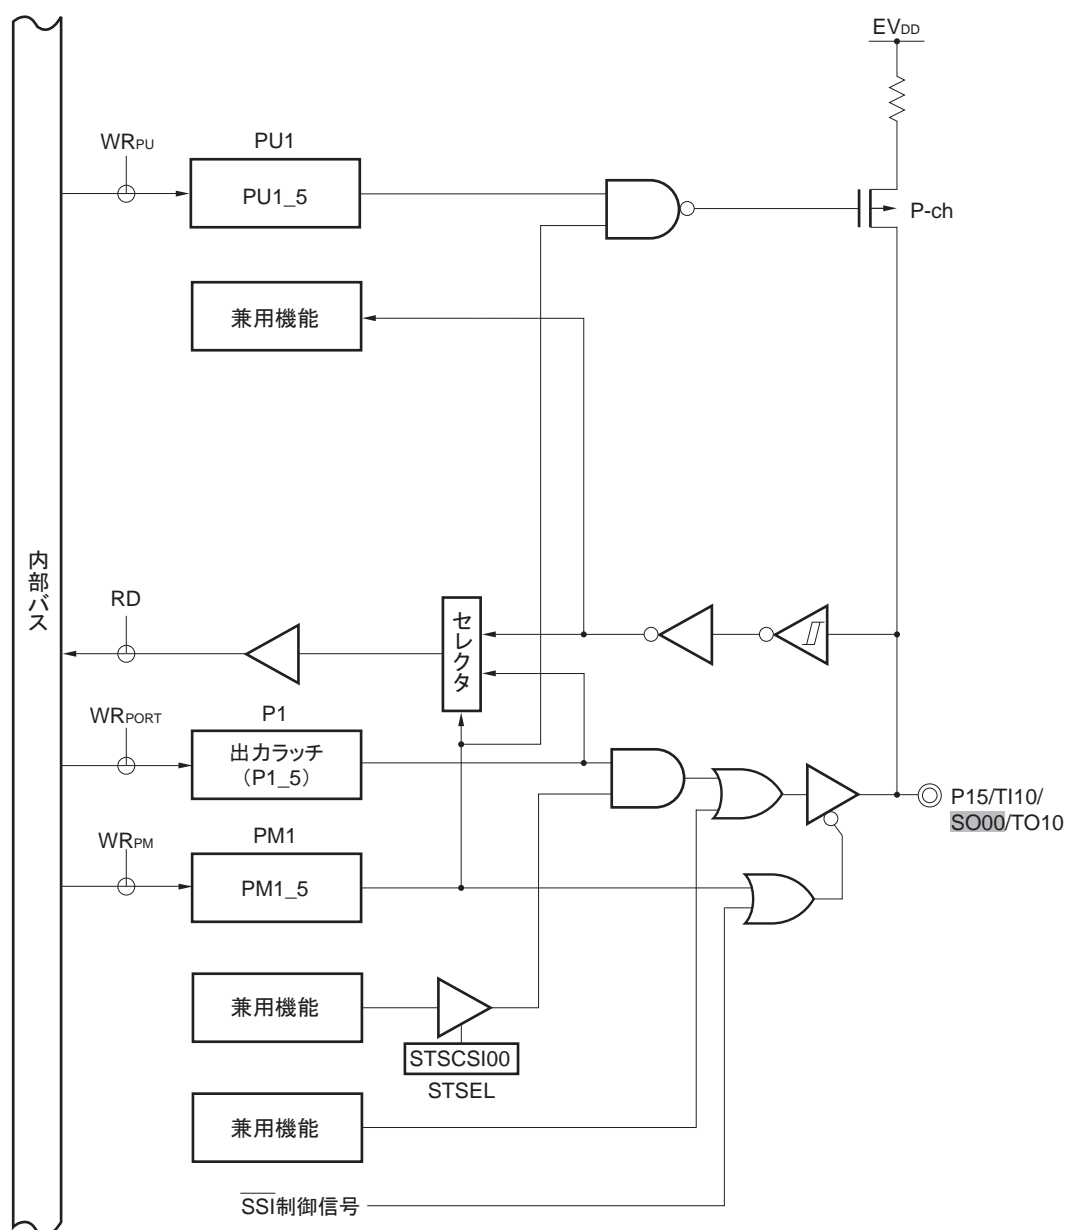 EVDD
WRPU
PU1
PU1_5
P-ch
兼用機能
内部バス
RD
セレクタ
WRPORT
P1
出力ラッチ
（P1_5）
P15/TI10/
SO00/TO10
WRPM
PM1
PM1_5
兼用機能
STSCSI00
STSEL
兼用機能
SSI制御信号